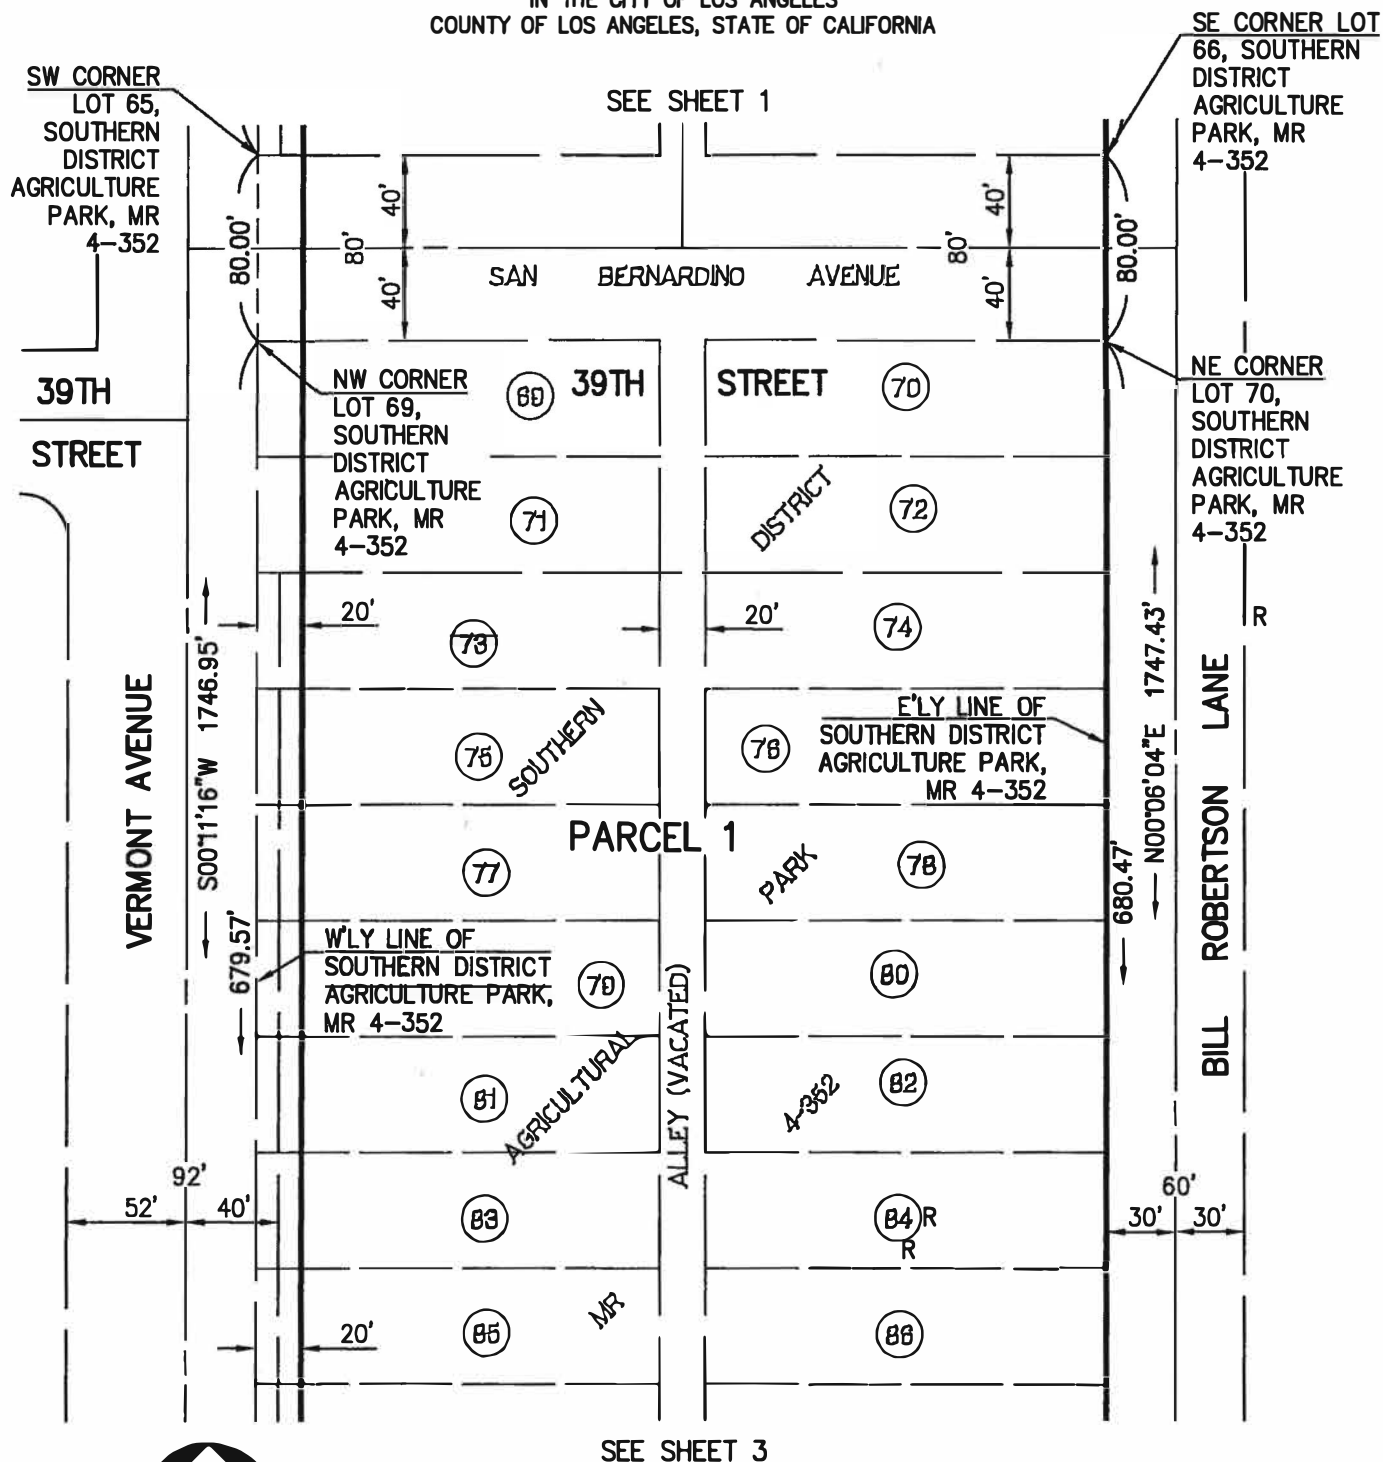 IN THE CITY OF LOS ANGELES
COUNTY OF LOS ANGELES, STATE OF CALIFORNIA
SW CORNER
LOT 65,
SOUTHERN
DISTRICT
AGRICULTURE
PARK, MR
4-352
SEE SHEET 1
SE CORNER LOT
66, SOUTHERN
DISTRICT
AGRICULTURE
PARK, MR
4-352
80.00'
80'
40'
40'
SAN BERNARDINO AVENUE
40'
40'
80'
80.00'
39TH
STREET
NW CORNER
LOT 69,
SOUTHERN
DISTRICT
AGRICULTURE
PARK, MR
4-352
39TH STREET
70
NE CORNER
LOT 70,
SOUTHERN
DISTRICT
AGRICULTURE
PARK, MR
4-352
71
72
DISTRICT
20'
73
20'
74
R
VERMONT AVENUE
S00°11'16"W 1746.95'
679.57'
75
SOUTHERN
76
E'LY LINE OF
SOUTHERN DISTRICT
AGRICULTURE PARK,
MR 4-352
N00°06'04"E 1747.43'
680.47'
BILL ROBERTSON LANE
PARCEL 1
77
PARK
78
W'LY LINE OF
SOUTHERN DISTRICT
AGRICULTURE PARK,
MR 4-352
80
81
AGRICULTURAL
ALLEY (VACATED)
4-352
82
92'
52'
40'
83
84
R
R
60'
30'
30'
20'
85
MR
86
SEE SHEET 3